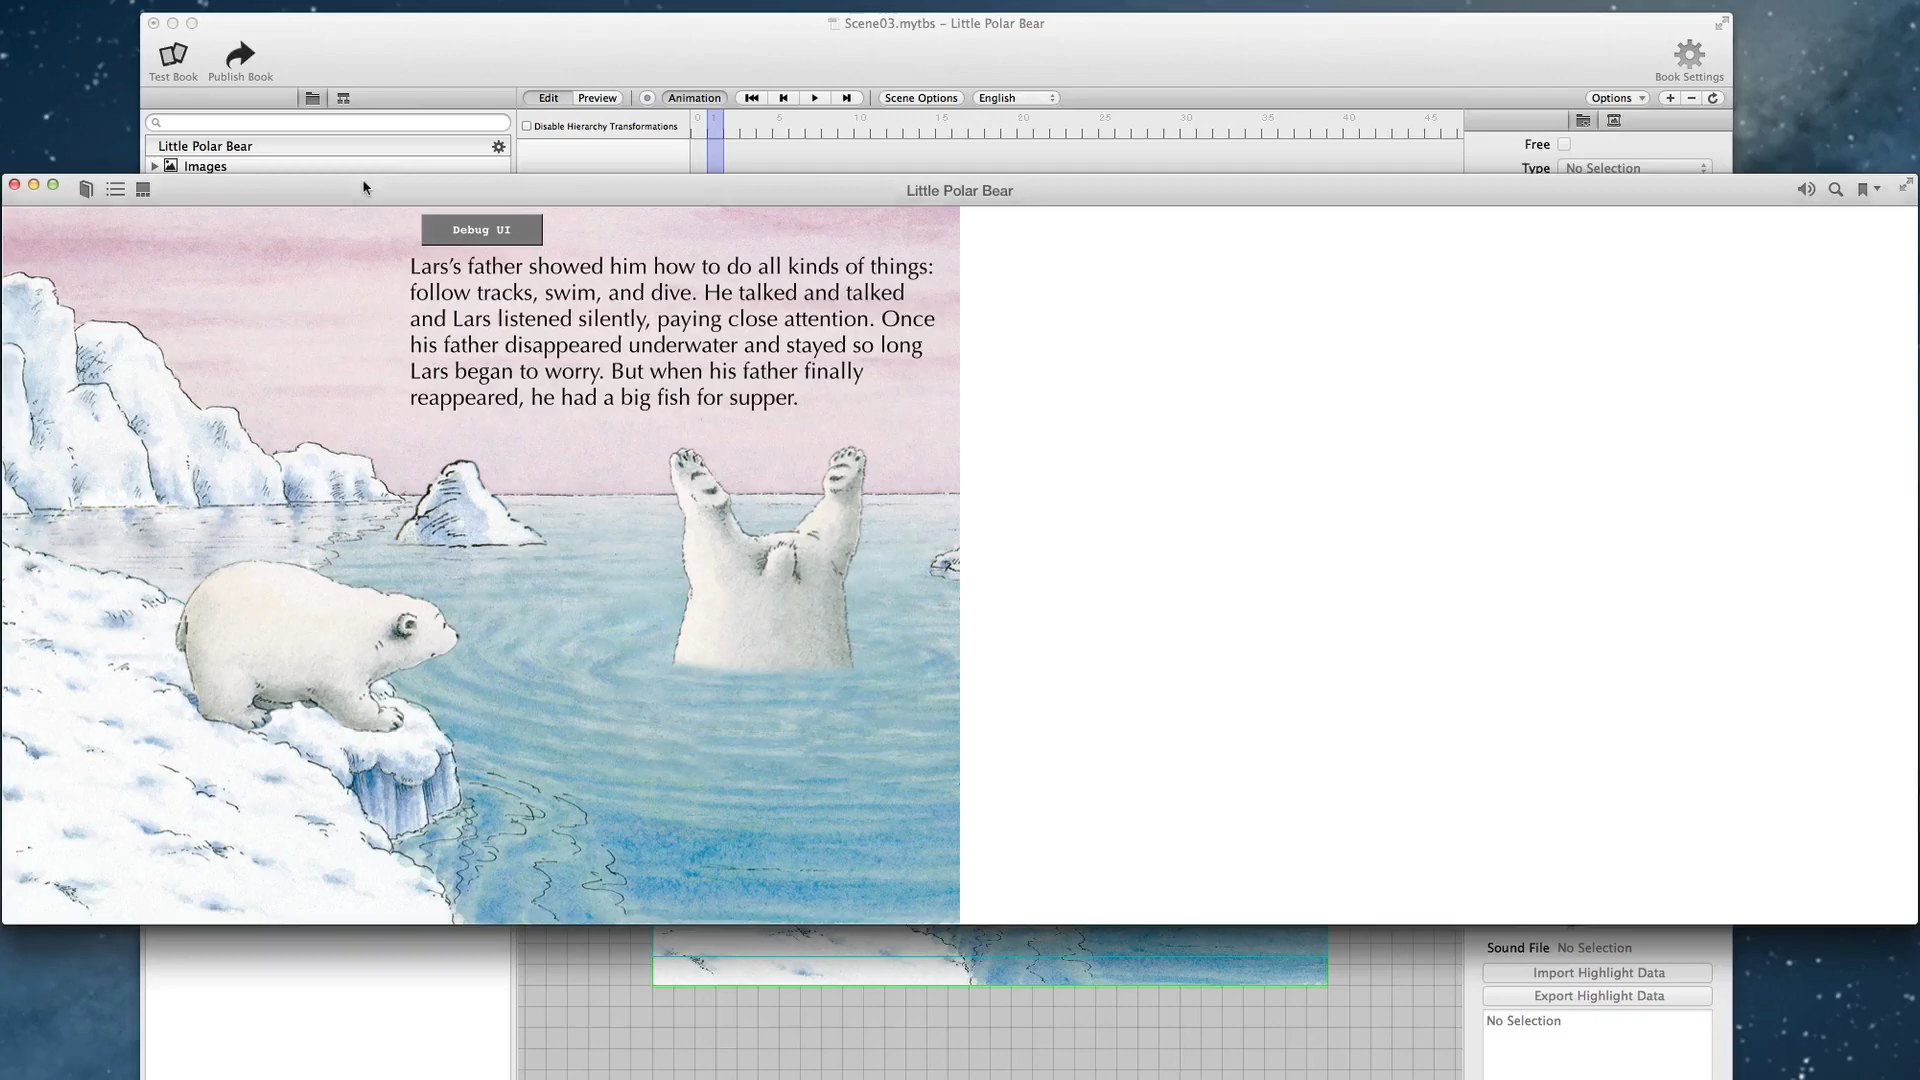 Scene03.mytbs – Little Polar Bear
Test Book
Publish Book
Book Settings
Edit
Preview
Animation
Scene Options
English
Options
Disable Hierarchy Transformations
0 1 5 10 15 20 25 30 35 40 45
Little Polar Bear
Images
Free
Type No Selection
Little Polar Bear
Debug UI
Lars’s father showed him how to do all kinds of things:
follow tracks, swim, and dive. He talked and talked
and Lars listened silently, paying close attention. Once
his father disappeared underwater and stayed so long
Lars began to worry. But when his father finally
reappeared, he had a big fish for supper.
Sound File No Selection
Import Highlight Data
Export Highlight Data
No Selection